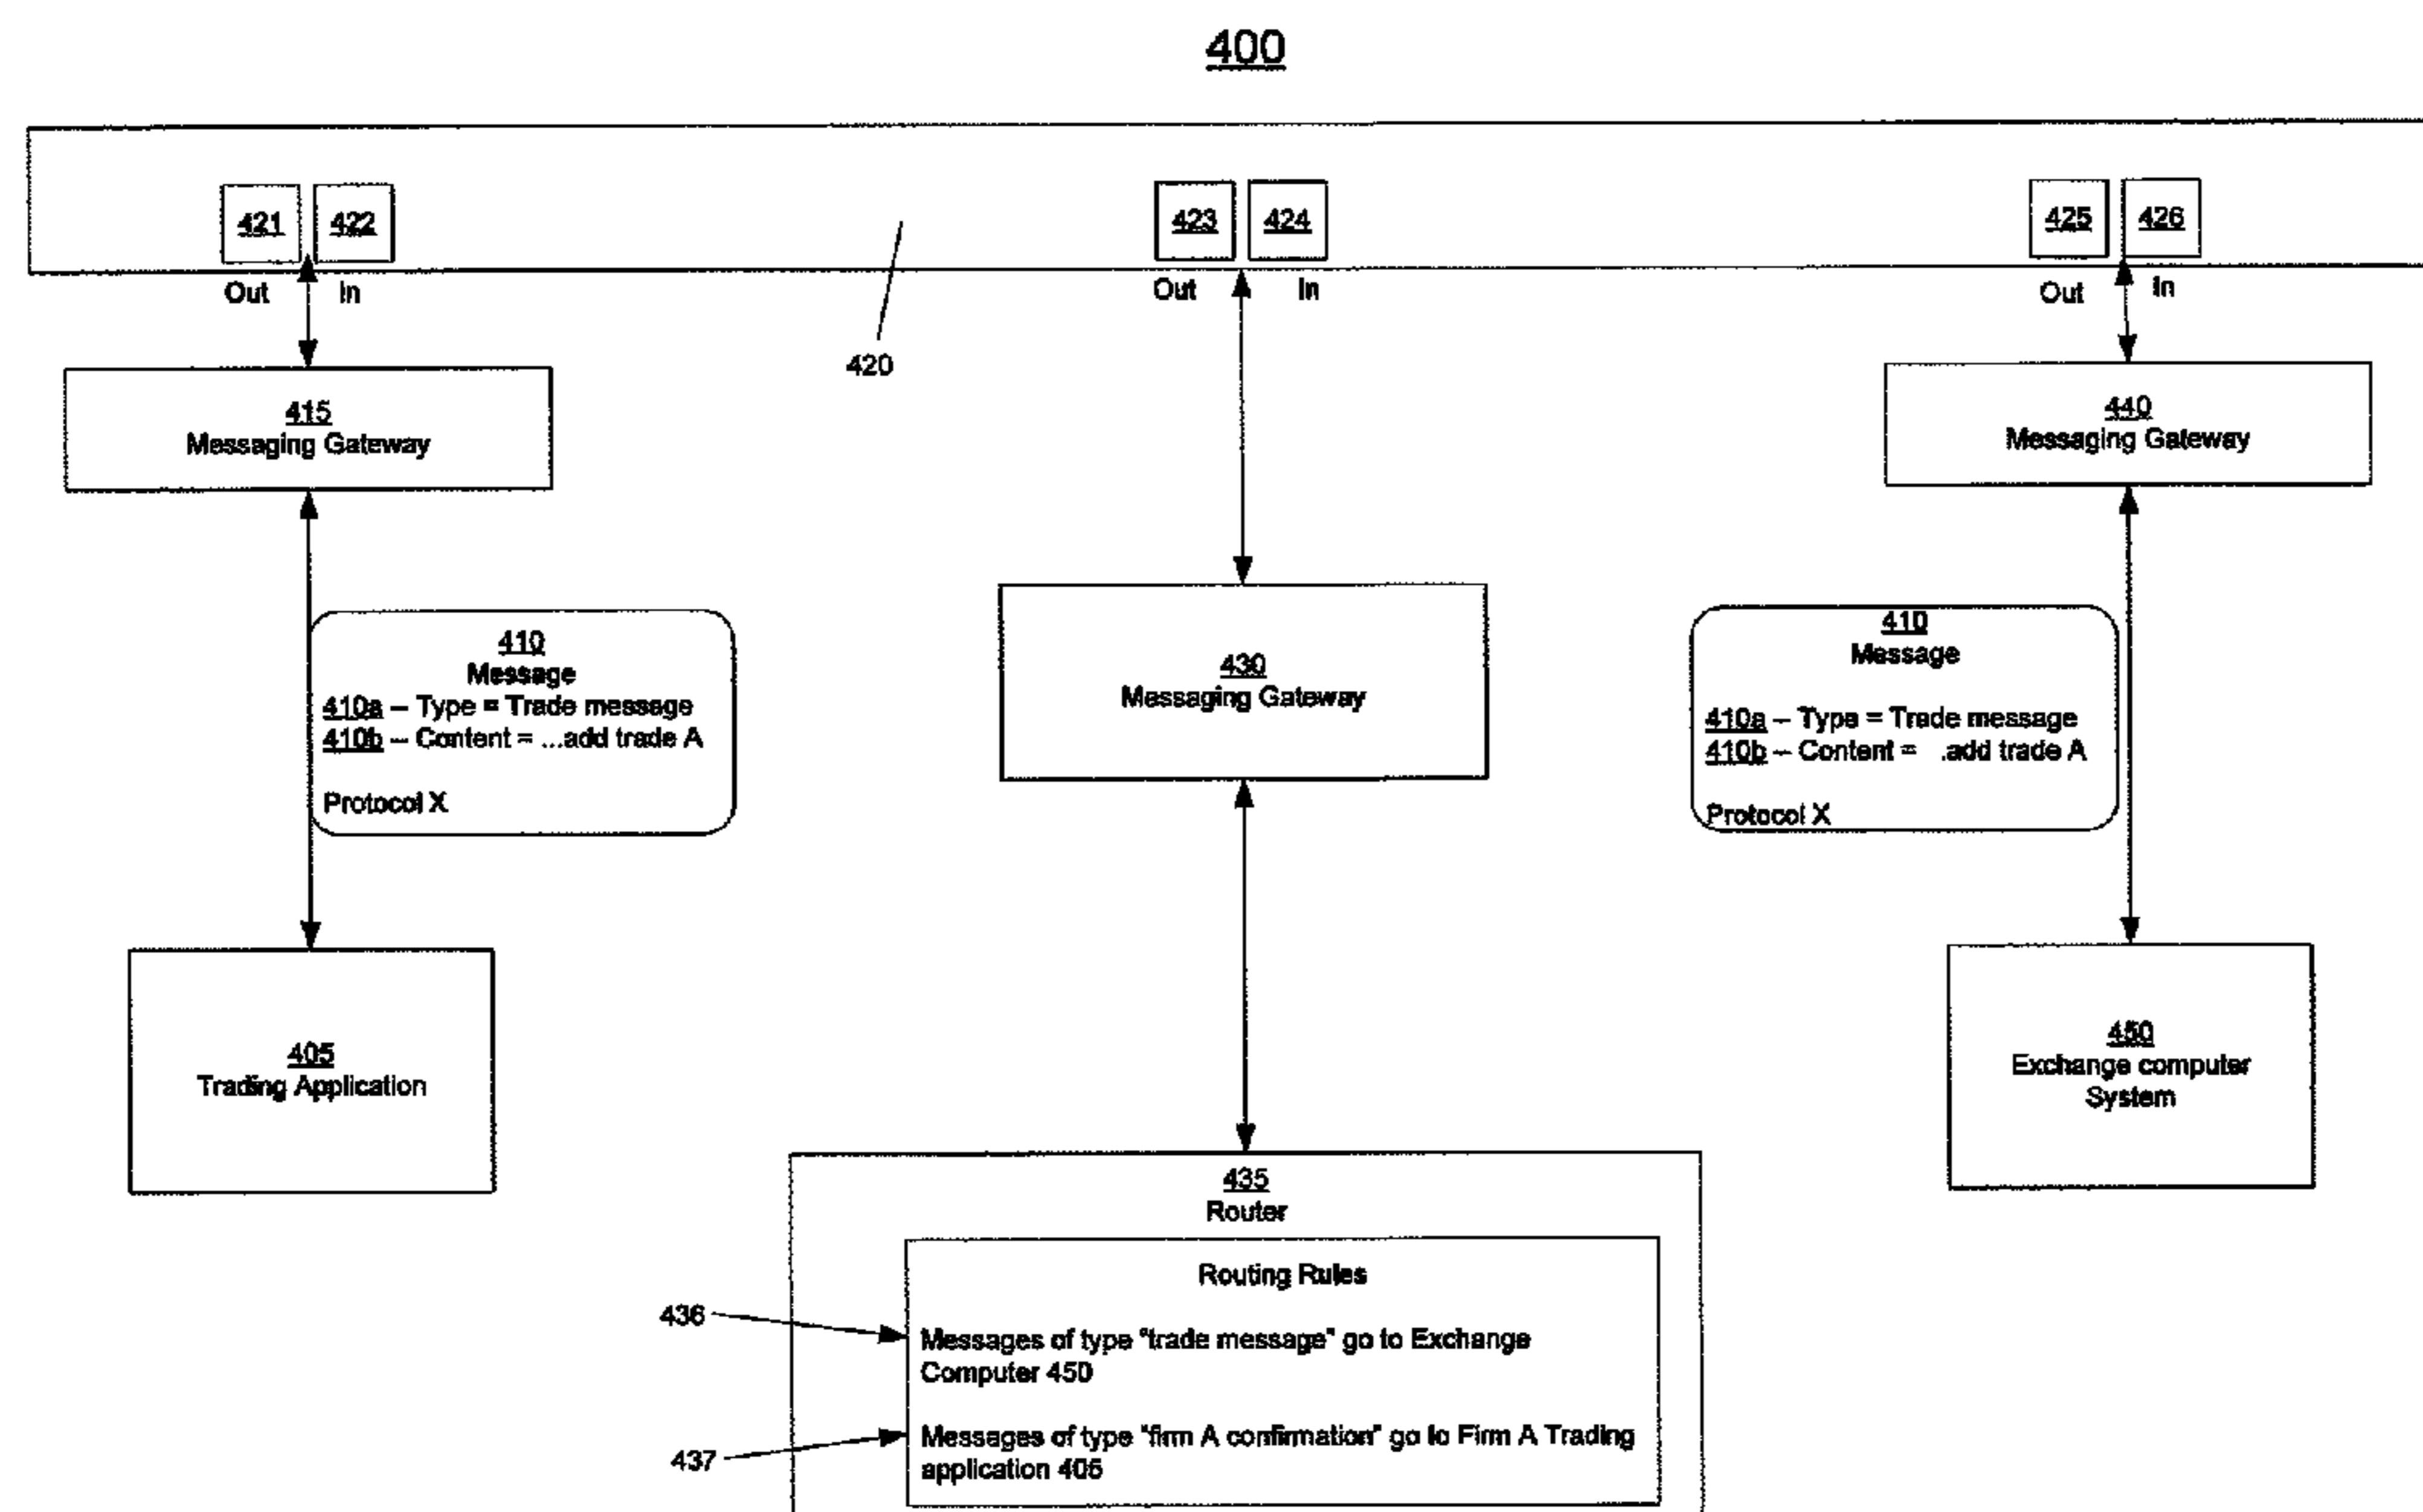 400
421 422
423 424
425 426
Out In
Out In
Out In
420
415
Messaging Gateway
440
Messaging Gateway
410
Message
410a – Type = Trade message
410b – Content = ...add trade A
Protocol X
430
Messaging Gateway
410
Message
410a – Type = Trade message
410b – Content = .add trade A
Protocol X
405
Trading Application
450
Exchange computer
System
435
Router
Routing Rules
436
Messages of type "trade message" go to Exchange
Computer 450
437
Messages of type "firm A confirmation" go to Firm A Trading
application 405